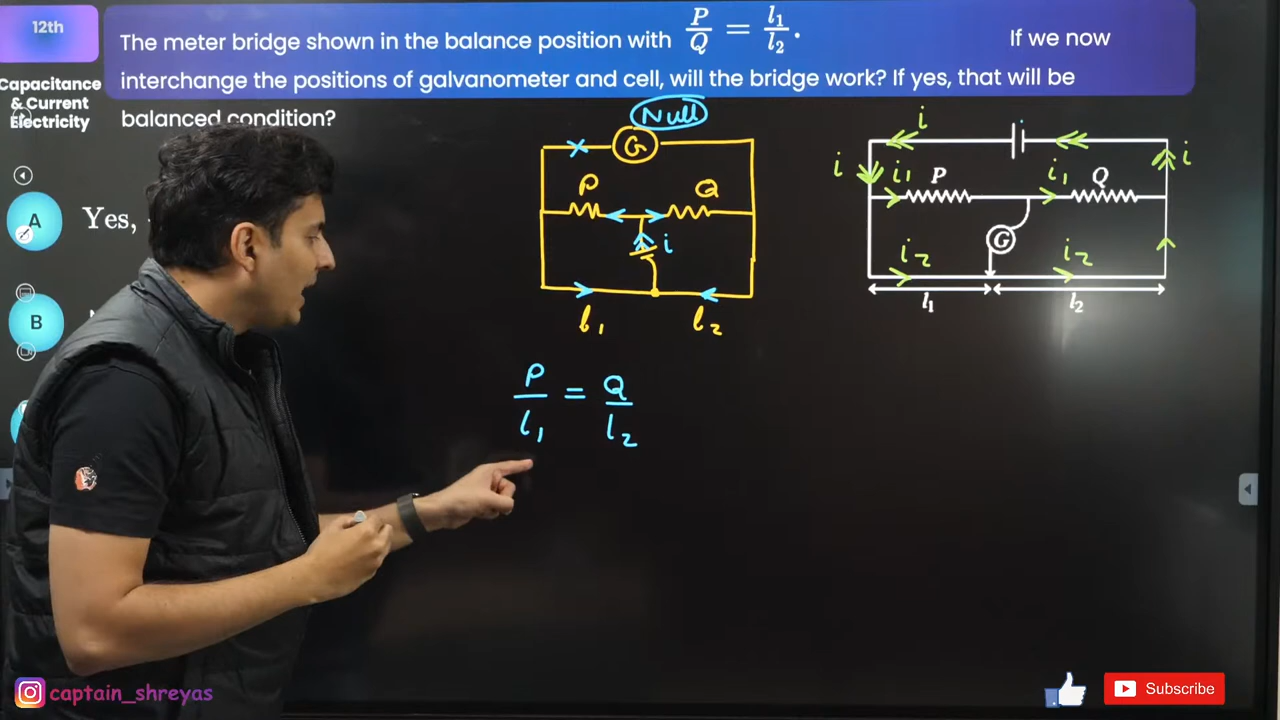 12th
The meter bridge shown in the balance position with P/Q = l₁/l₂. If we now
interchange the positions of galvanometer and cell, will the bridge work? If yes, that will be
balanced condition?
Capacitance
& Current
Electricity
A
Yes,
B
Null
G
P
Q
i
l₁
l₂
P/l₁ = Q/l₂
i
i
i
i₁
P
i₁
Q
G
i₂
i₂
l₁
l₂
captain_shreyas
Subscribe